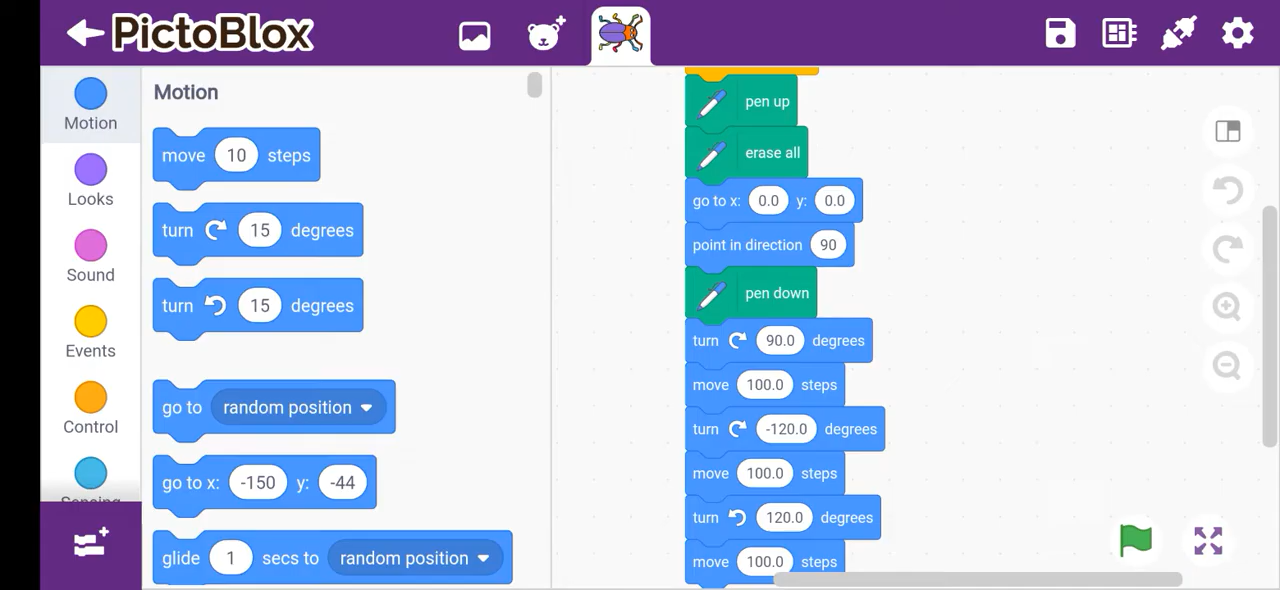 PictoBlox
Motion
Looks
Sound
Events
Control
Motion
move 10 steps
turn 15 degrees
turn 15 degrees
go to random position
go to x: -150 y: -44
glide 1 secs to random position
pen up
erase all
go to x: 0.0 y: 0.0
point in direction 90
pen down
turn 90.0 degrees
move 100.0 steps
turn -120.0 degrees
move 100.0 steps
turn 120.0 degrees
move 100.0 steps